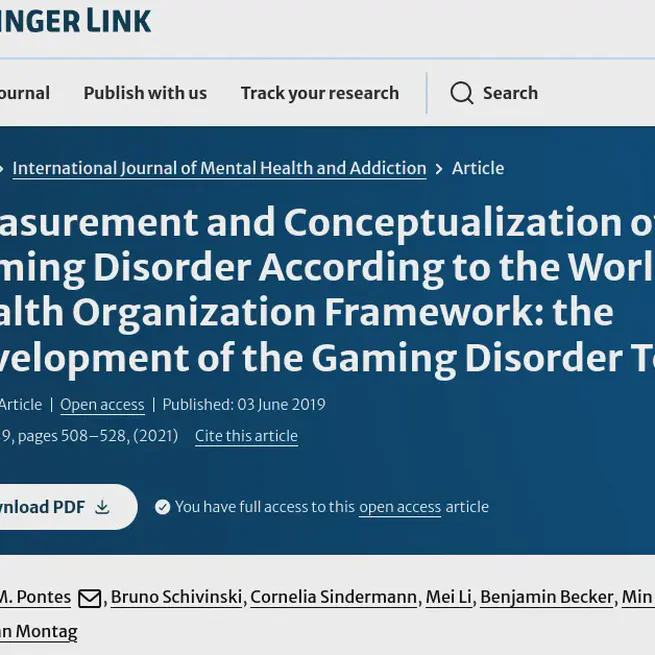 INGER LINK
ournal Publish with us Track your research Search
International Journal of Mental Health and Addiction Article
asurement and Conceptualization o
ming Disorder According to the Worl
alth Organization Framework: the
velopment of the Gaming Disorder T
Article | Open access | Published: 03 June 2019
9, pages 508–528, (2021) Cite this article
wnload PDF You have full access to this open access article
M. Pontes , Bruno Schivinski, Cornelia Sindermann, Mei Li, Benjamin Becker, Min
an Montag